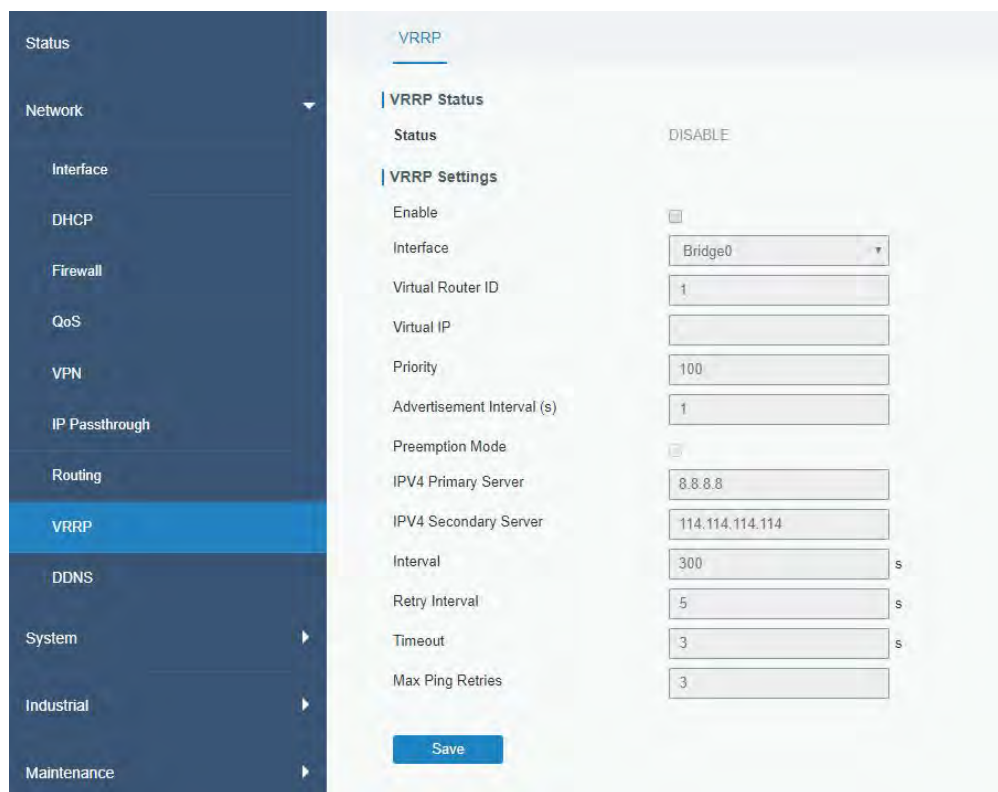 Status
Network
Interface
DHCP
Firewall
QoS
VPN
IP Passthrough
Routing
VRRP
DDNS
System
Industrial
Maintenance
VRRP
VRRP Status
Status DISABLE
VRRP Settings
Enable
Interface Bridge0
Virtual Router ID 1
Virtual IP
Priority 100
Advertisement Interval (s) 1
Preemption Mode
IPV4 Primary Server 8.8.8.8
IPV4 Secondary Server 114.114.114.114
Interval 300 s
Retry Interval 5 s
Timeout 3 s
Max Ping Retries 3
Save